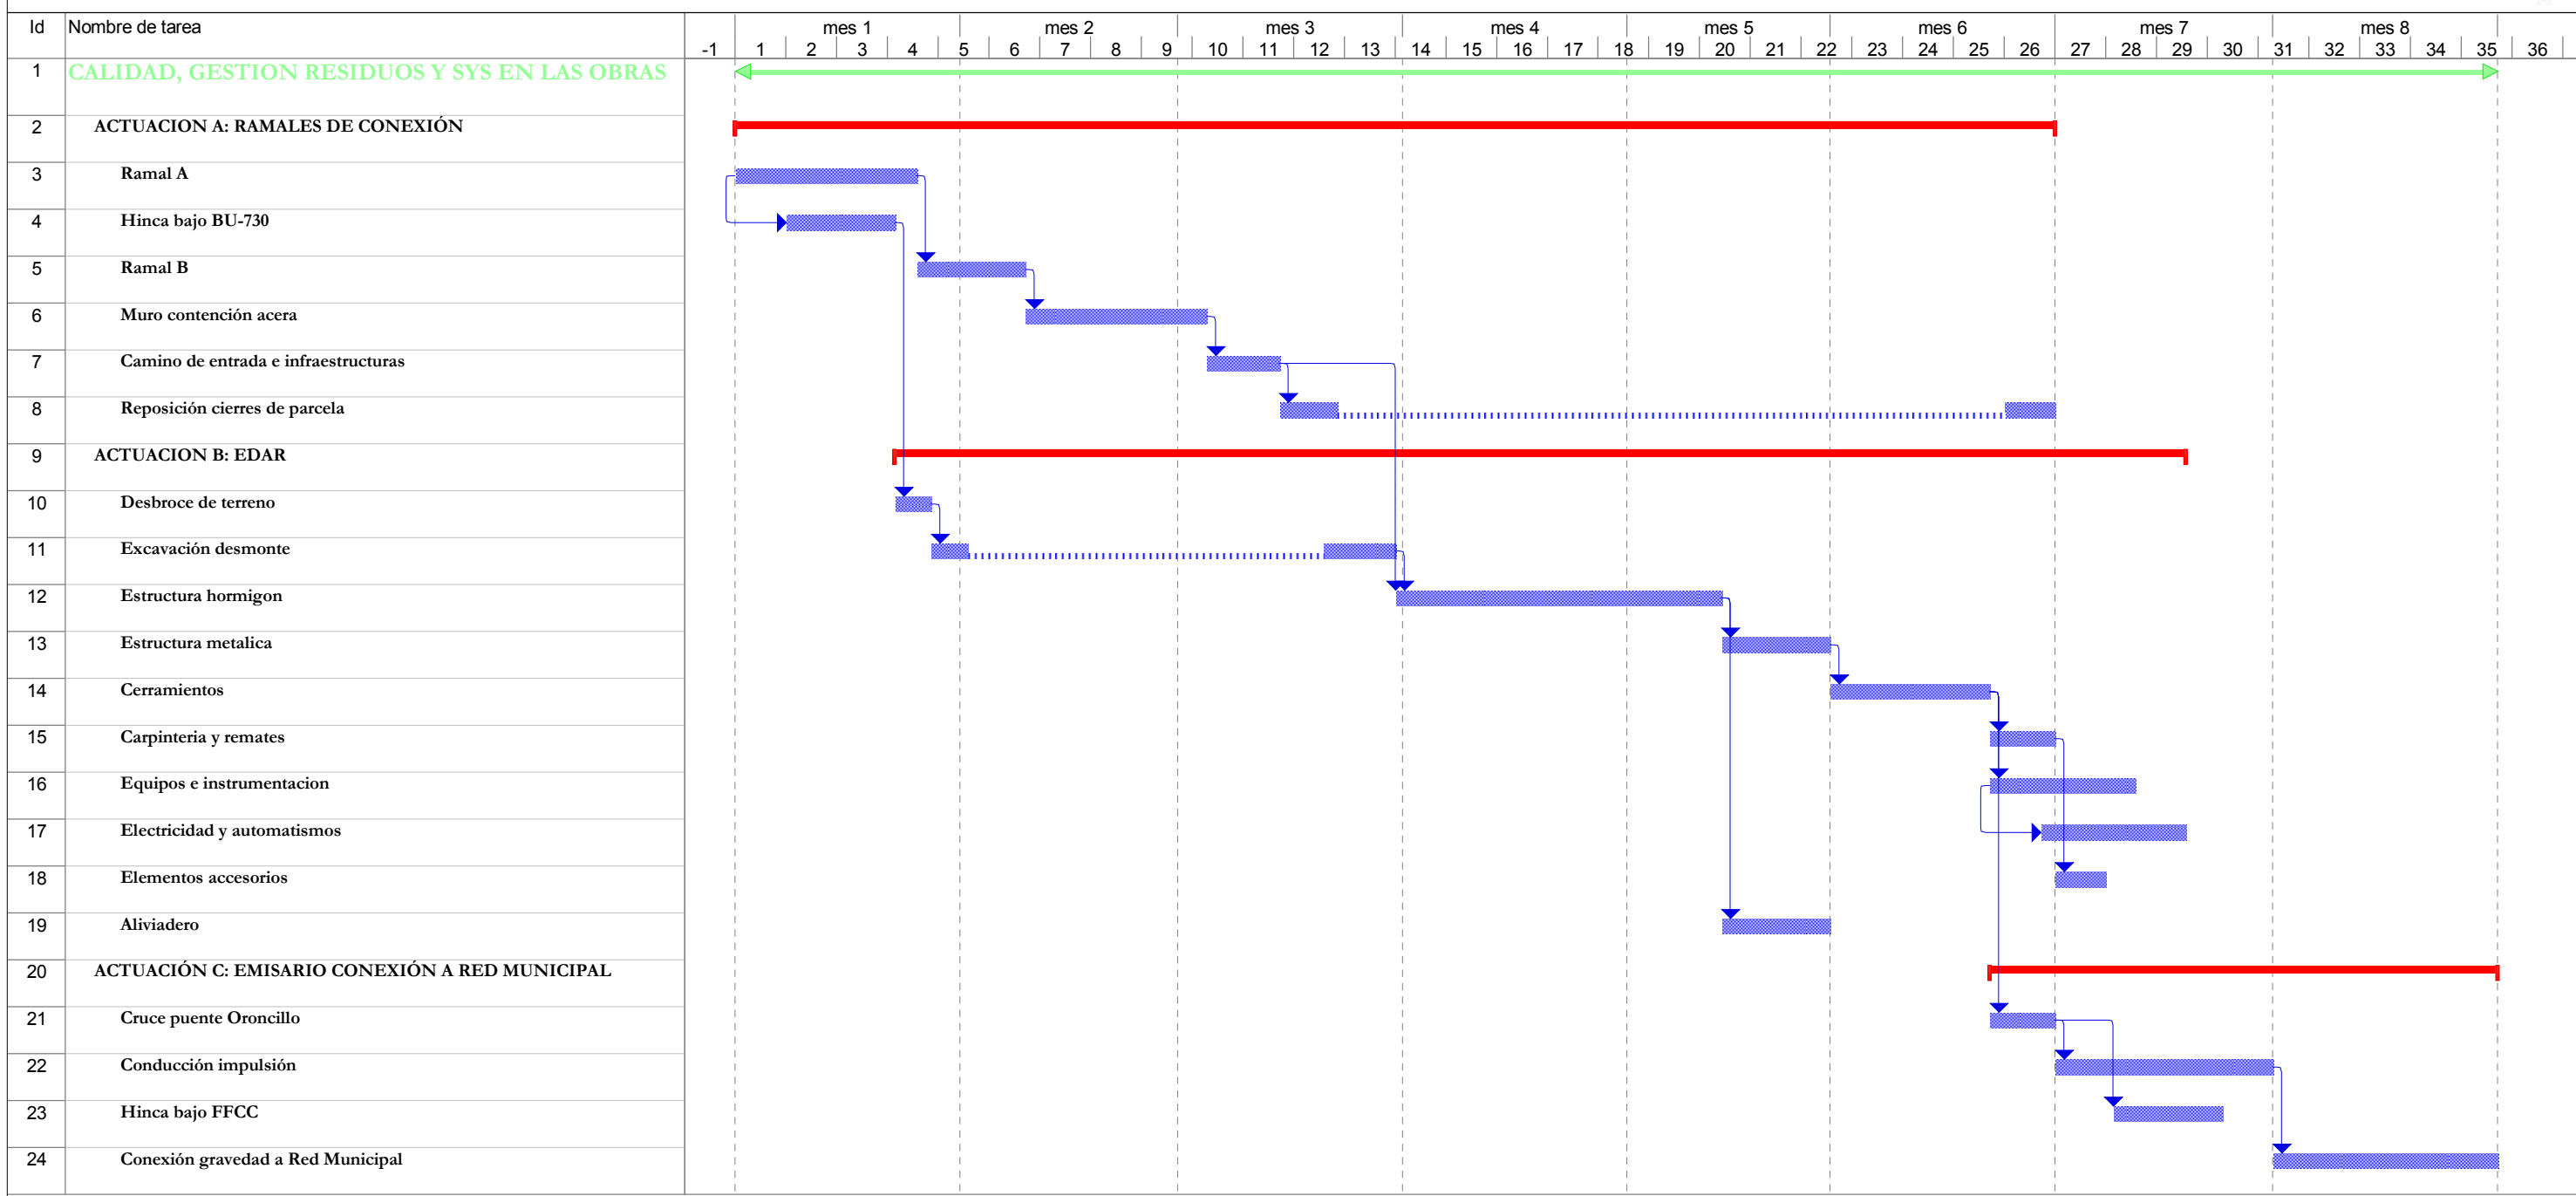 Id Nombre de tarea mes 1 mes 2 mes 3 mes 4 mes 5 mes 6 mes 7 mes 8
-1 1 2 3 4 5 6 7 8 9 10 11 12 13 14 15 16 17 18 19 20 21 22 23 24 25 26 27 28 29 30 31 32 33 34 35 36
1 CALIDAD, GESTION RESIDUOS Y SYS EN LAS OBRAS
2 ACTUACION A: RAMALES DE CONEXIÓN
3 Ramal A
4 Hinca bajo BU-730
5 Ramal B
6 Muro contención acera
7 Camino de entrada e infraestructuras
8 Reposición cierres de parcela
9 ACTUACION B: EDAR
10 Desbroce de terreno
11 Excavación desmonte
12 Estructura hormigon
13 Estructura metalica
14 Cerramientos
15 Carpinteria y remates
16 Equipos e instrumentacion
17 Electricidad y automatismos
18 Elementos accesorios
19 Aliviadero
20 ACTUACIÓN C: EMISARIO CONEXIÓN A RED MUNICIPAL
21 Cruce puente Oroncillo
22 Conducción impulsión
23 Hinca bajo FFCC
24 Conexión gravedad a Red Municipal